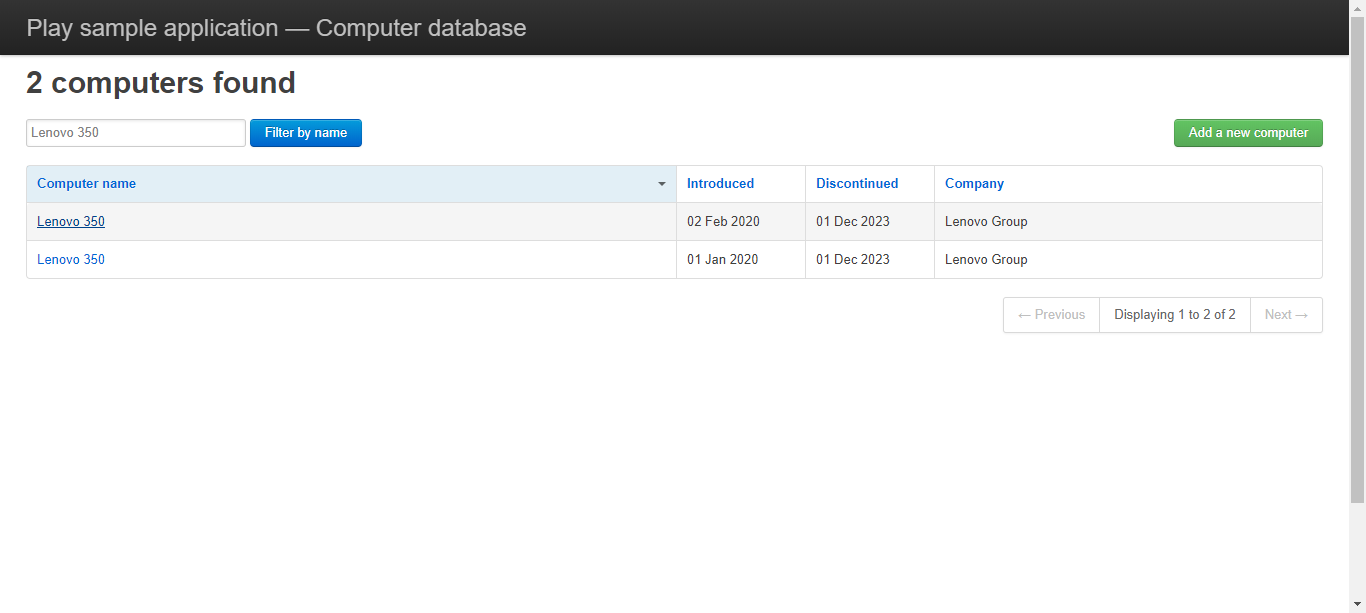 Play sample application — Computer database
2 computers found
Lenovo 350 Filter by name Add a new computer
Computer name Introduced Discontinued Company
Lenovo 350 02 Feb 2020 01 Dec 2023 Lenovo Group
Lenovo 350 01 Jan 2020 01 Dec 2023 Lenovo Group
← Previous Displaying 1 to 2 of 2 Next →